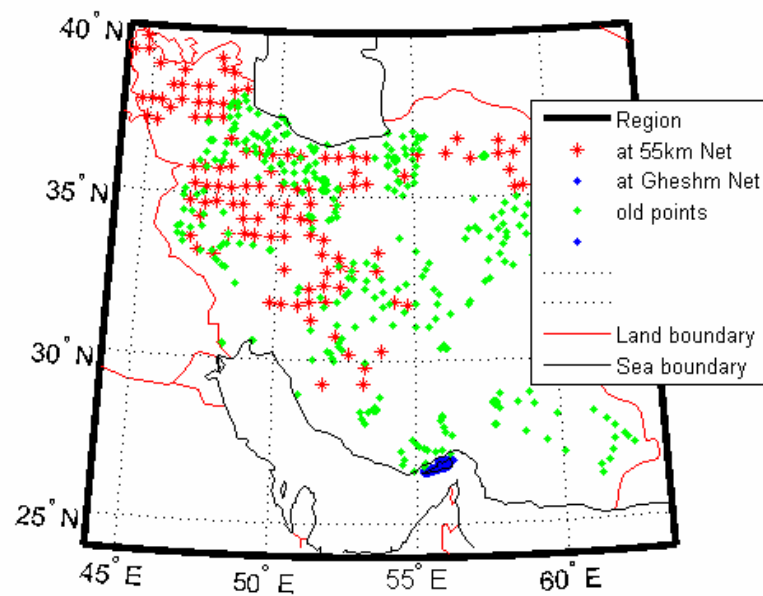 40° N
35° N
30° N
25° N
45° E
50° E
55° E
60° E
Region
at 55km Net
at Gheshm Net
old points
Land boundary
Sea boundary